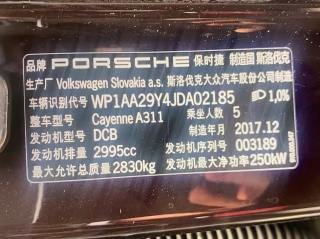 品牌 PORSCHE 保时捷 制造国 斯洛伐克
生产厂 Volkswagen Slovakia a.s. 斯洛伐克大众汽车股份公司制造
车辆识别代号 WP1AA29Y4JDA02185 1,0%
整车型号 Cayenne A311 乘坐人数 5
发动机型号 DCB 制造年月 2017.12
发动机排量 2995cc 发动机序列号 003189
最大允许总质量 2830kg 发动机最大净功率 250kW